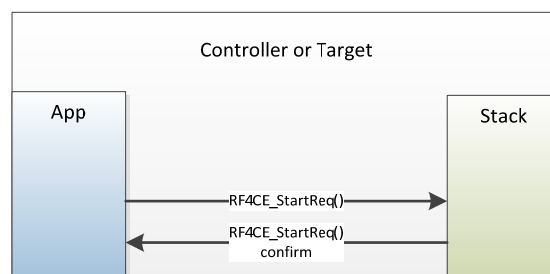 Controller or Target
App
Stack
RF4CE_StartReq()
RF4CE_StartReq()
confirm